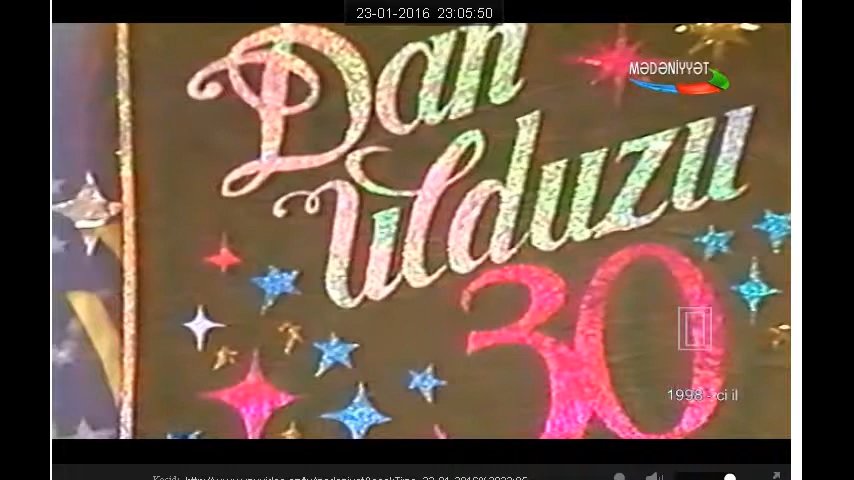 23-01-2016 23:05:50
MƏDƏNİYYƏT
Dan
ulduzu
30
1998 - ci il